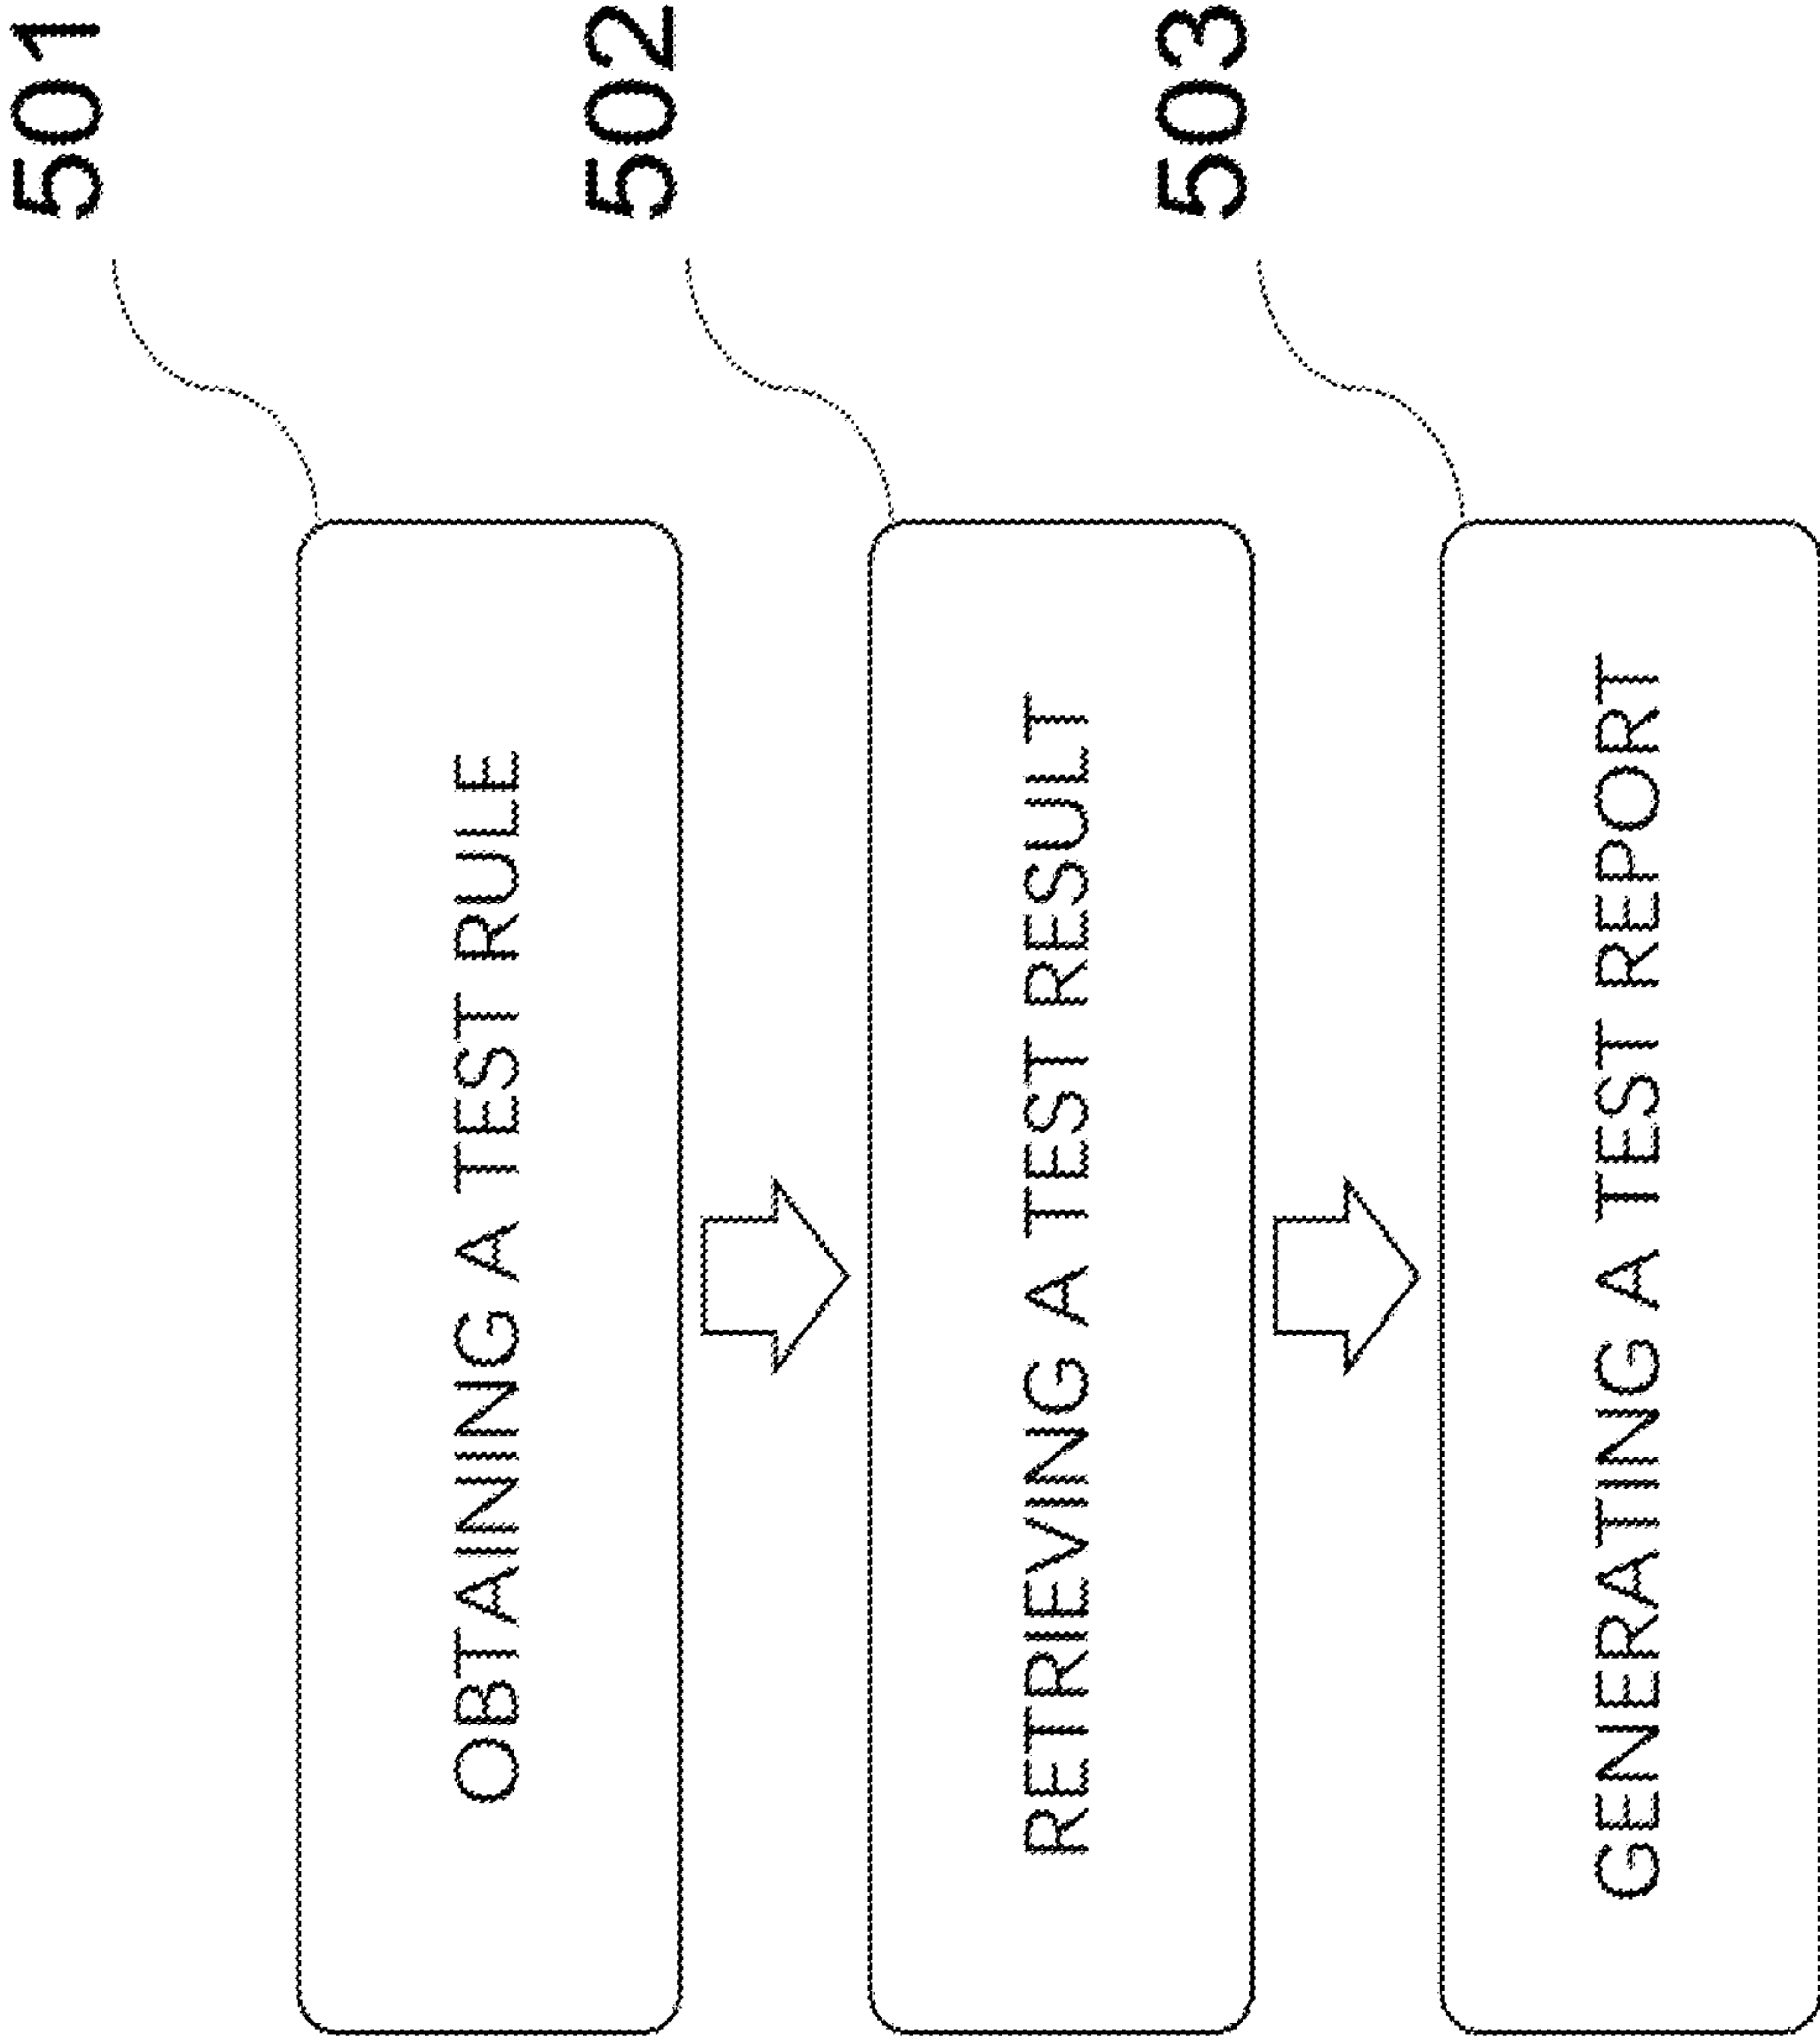 501
OBTAINING A TEST RULE
502
RETRIEVING A TEST RESULT
503
GENERATING A TEST REPORT